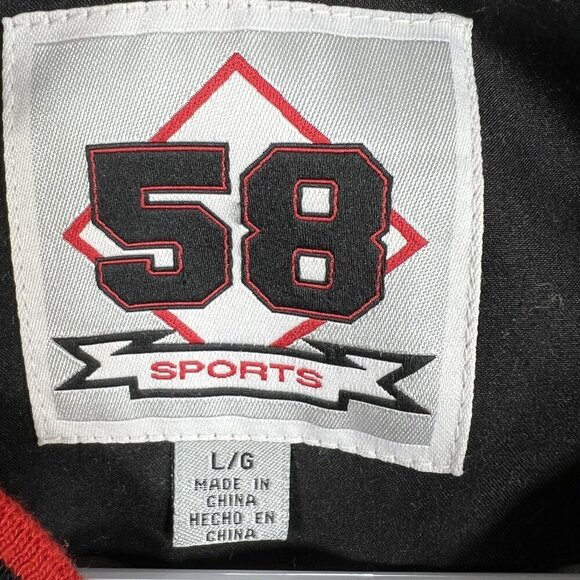 58
SPORTS
L/G
MADE IN
CHINA
HECHO EN
CHINA